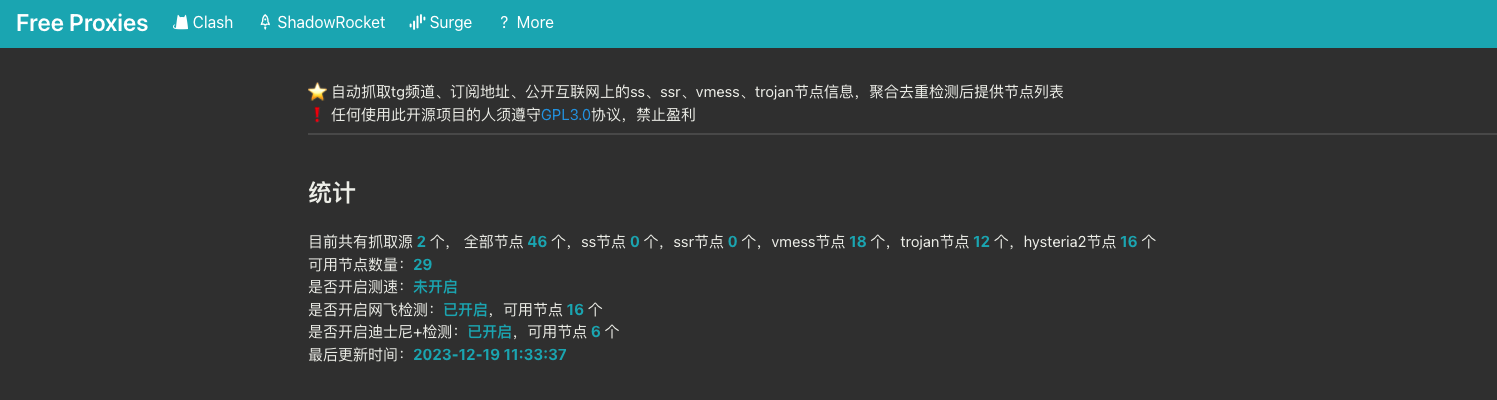 Free Proxies Clash ShadowRocket Surge ? More
⭐ 自动抓取tg频道、订阅地址、公开互联网上的ss、ssr、vmess、trojan节点信息，聚合去重检测后提供节点列表
❗ 任何使用此开源项目的人须遵守GPL3.0协议，禁止盈利
统计
目前共有抓取源 2 个， 全部节点 46 个，ss节点 0 个，ssr节点 0 个，vmess节点 18 个，trojan节点 12 个，hysteria2节点 16 个
可用节点数量：29
是否开启测速：未开启
是否开启网飞检测：已开启，可用节点 16 个
是否开启迪士尼+检测：已开启，可用节点 6 个
最后更新时间：2023-12-19 11:33:37